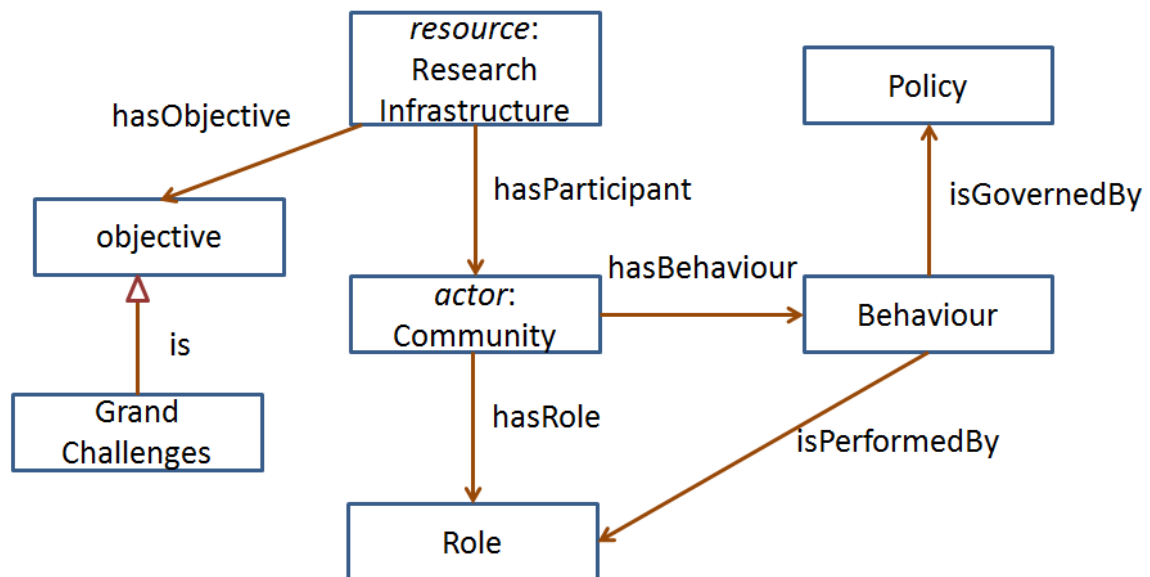 resource:
Research
Infrastructure
Policy
hasObjective
hasParticipant
isGovernedBy
objective
hasBehaviour
actor:
Community
Behaviour
is
Grand
Challenges
hasRole
isPerformedBy
Role